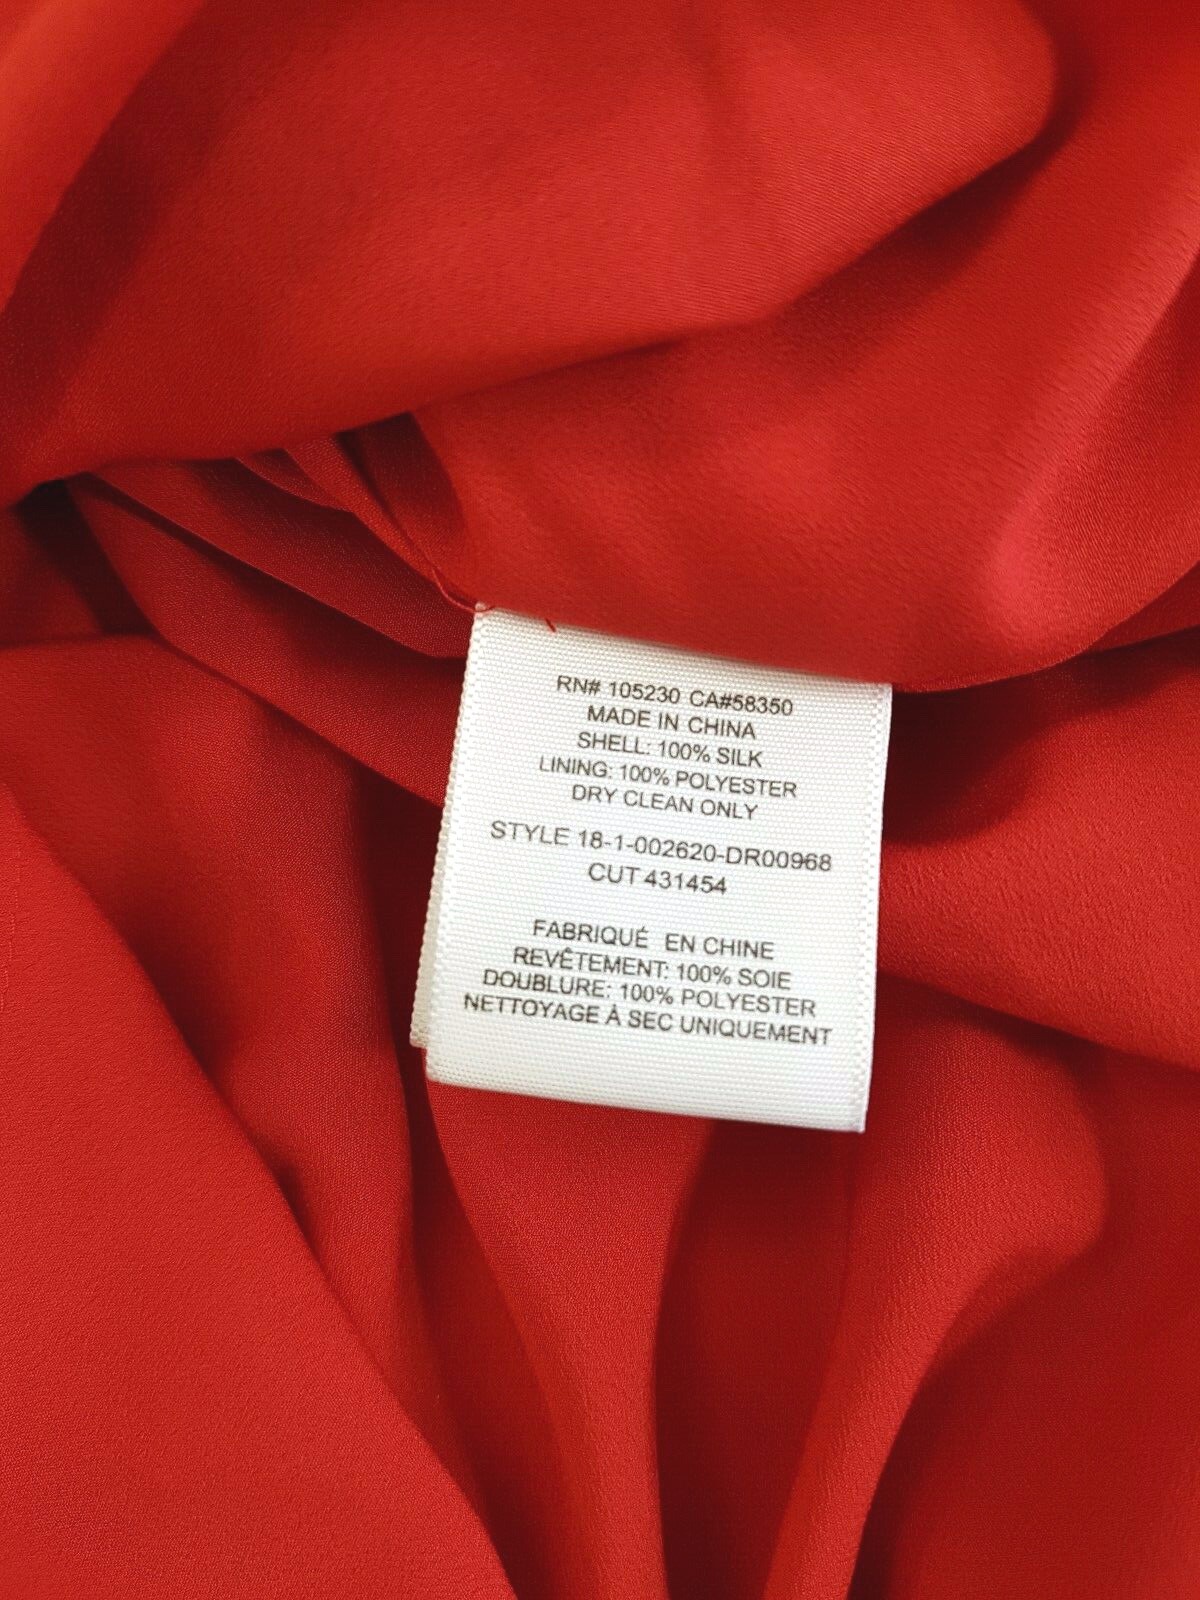 RN# 105230 CA#58350
MADE IN CHINA
SHELL: 100% SILK
LINING: 100% POLYESTER
DRY CLEAN ONLY
STYLE 18-1-002620-DR00968
CUT 431454
FABRIQUÉ EN CHINE
REVÊTEMENT: 100% SOIE
DOUBLURE: 100% POLYESTER
NETTOYAGE À SEC UNIQUEMENT